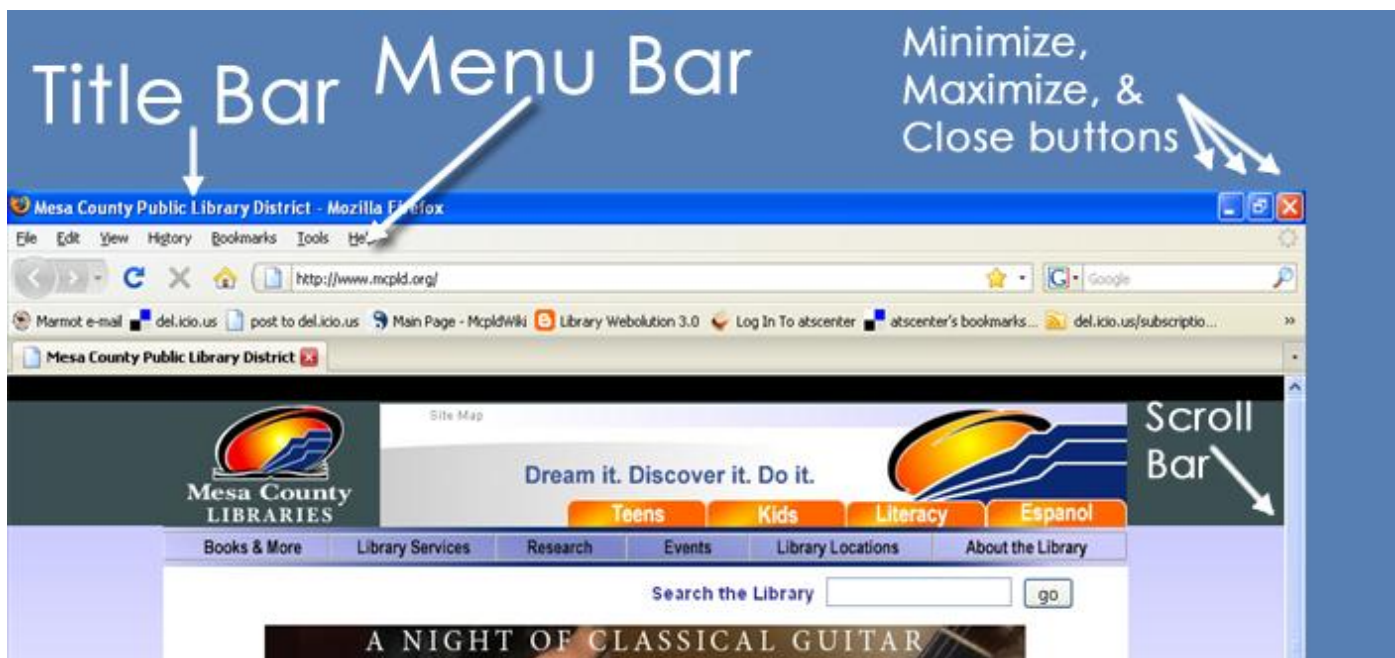 Title Bar
Menu Bar
Minimize,
Maximize, &
Close buttons
Mesa County Public Library District - Mozilla Firefox
File Edit View History Bookmarks Tools Help
http://www.mcpld.org/
G Google
Marmot e-mail del.icio.us post to del.icio.us Main Page - McpldWiki Library Webolution 3.0 Log In To atscenter atscenter's bookmarks... del.icio.us/subscriptio... »
Mesa County Public Library District
Scroll
Bar
Site Map
Mesa County
LIBRARIES
Dream it. Discover it. Do it.
Teens Kids Literacy Espanol
Books & More Library Services Research Events Library Locations About the Library
Search the Library go
A NIGHT OF CLASSICAL GUITAR